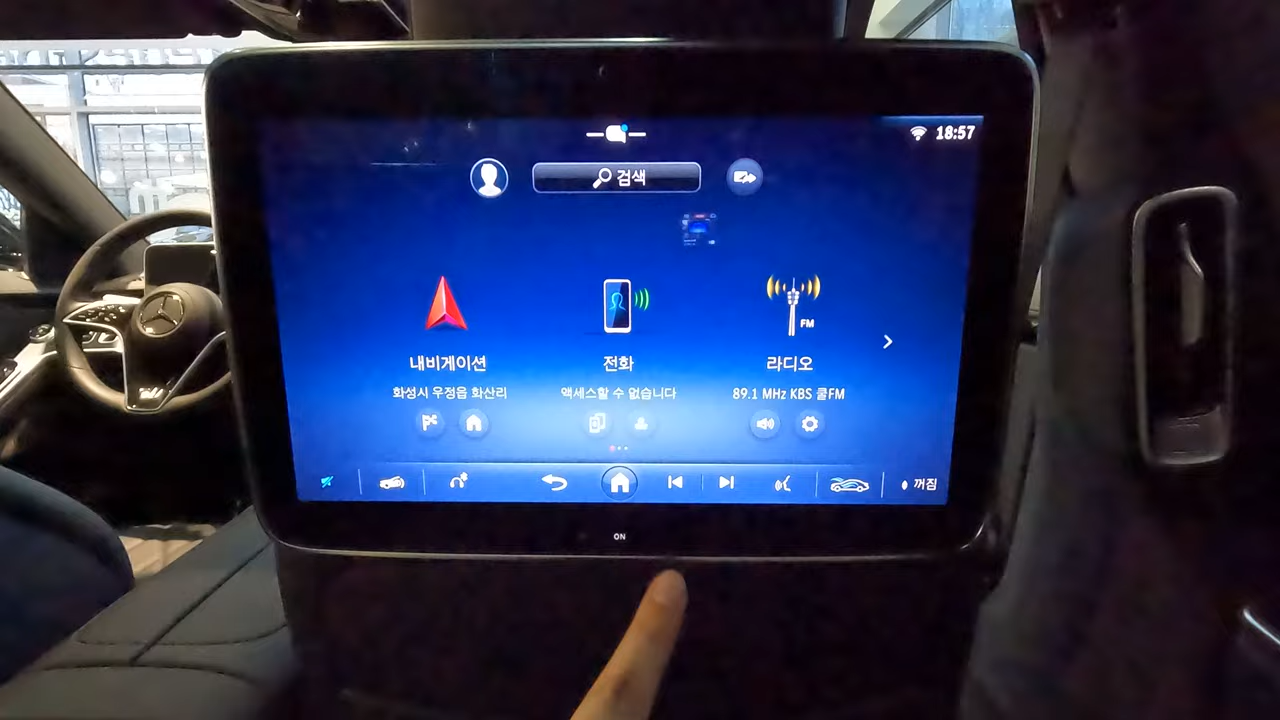 18:57
검색
FM
내비게이션
전화
라디오
화성시 우정읍 화산리
액세스할 수 없습니다
89.1 MHz KBS 쿨FM
꺼짐
ON